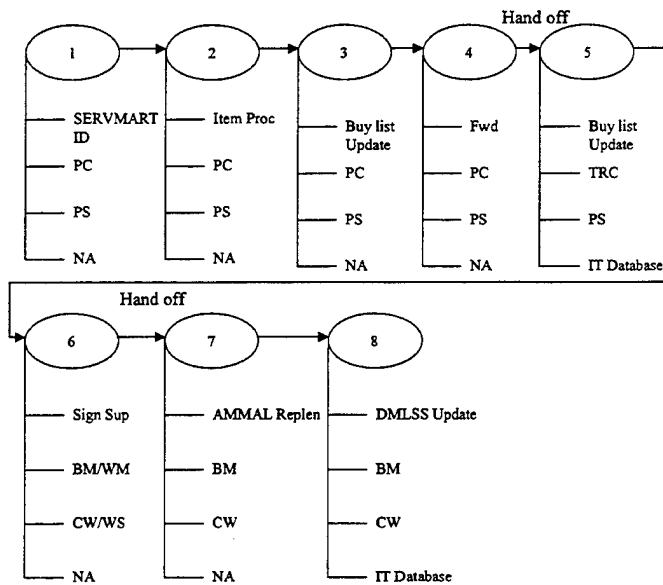 Hand off
1
2
3
4
5
SERVMART
ID
Item Proc
Buy list
Update
Fwd
Buy list
Update
PC
PC
PC
PC
TRC
PS
PS
PS
PS
PS
NA
NA
NA
NA
IT Database
Hand off
6
7
8
Sign Sup
AMMAL Replen
DMLSS Update
BM/WM
BM
BM
CW/WS
CW
CW
NA
NA
IT Database